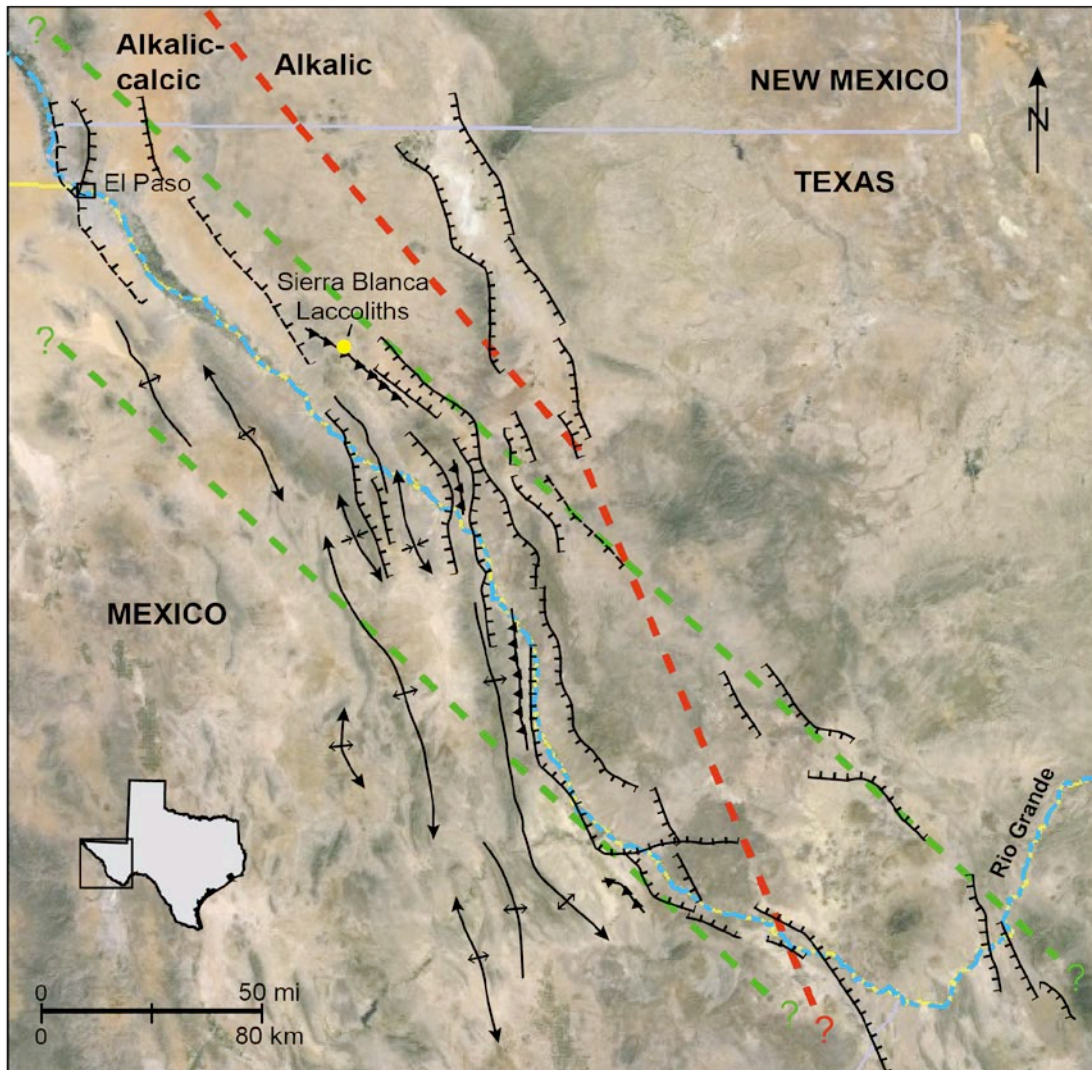 ?
Alkalic-
calcic
Alkalic
NEW MEXICO
N
TEXAS
El Paso
Sierra Blanca
Laccoliths
?
MEXICO
Rio Grande
0
50 mi
0
80 km
?
?
?